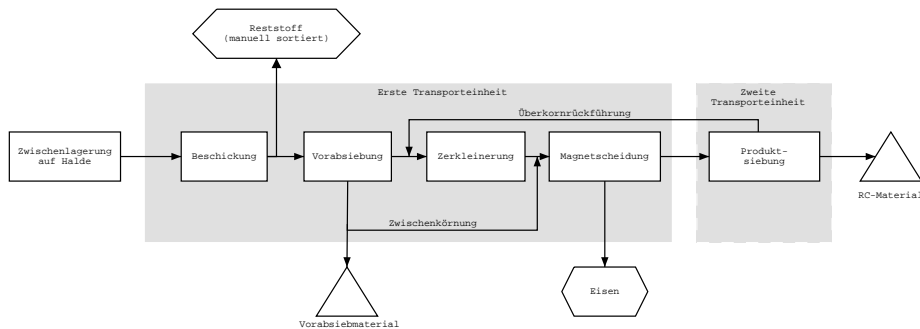 Reststoff
(manuell sortiert)
Erste Transporteinheit
Zweite
Transporteinheit
Überkornrückführung
Zwischenlagerung
auf Halde
Beschickung
Vorabsiebung
Zerkleinerung
Magnetscheidung
Produkt-
siebung
RC-Material
Zwischenkörnung
Eisen
Vorabsiebmaterial